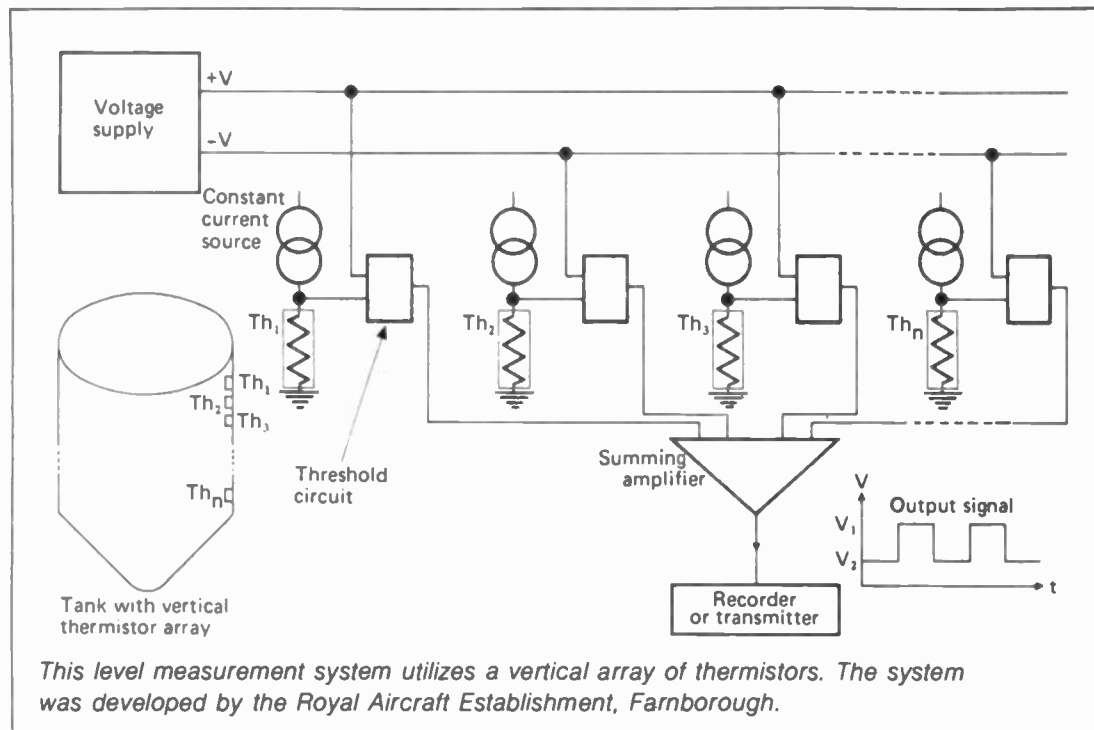 +V
Voltage
supply
-V
Constant
current
source
Th₁
Th₂
Th₃
Thₙ
Th₁
Th₂
Th₃
Thₙ
Threshold
circuit
Summing
amplifier
V
Output signal
V₁
V₂
t
Tank with vertical
thermistor array
Recorder
or transmitter
This level measurement system utilizes a vertical array of thermistors. The system
was developed by the Royal Aircraft Establishment, Farnborough.